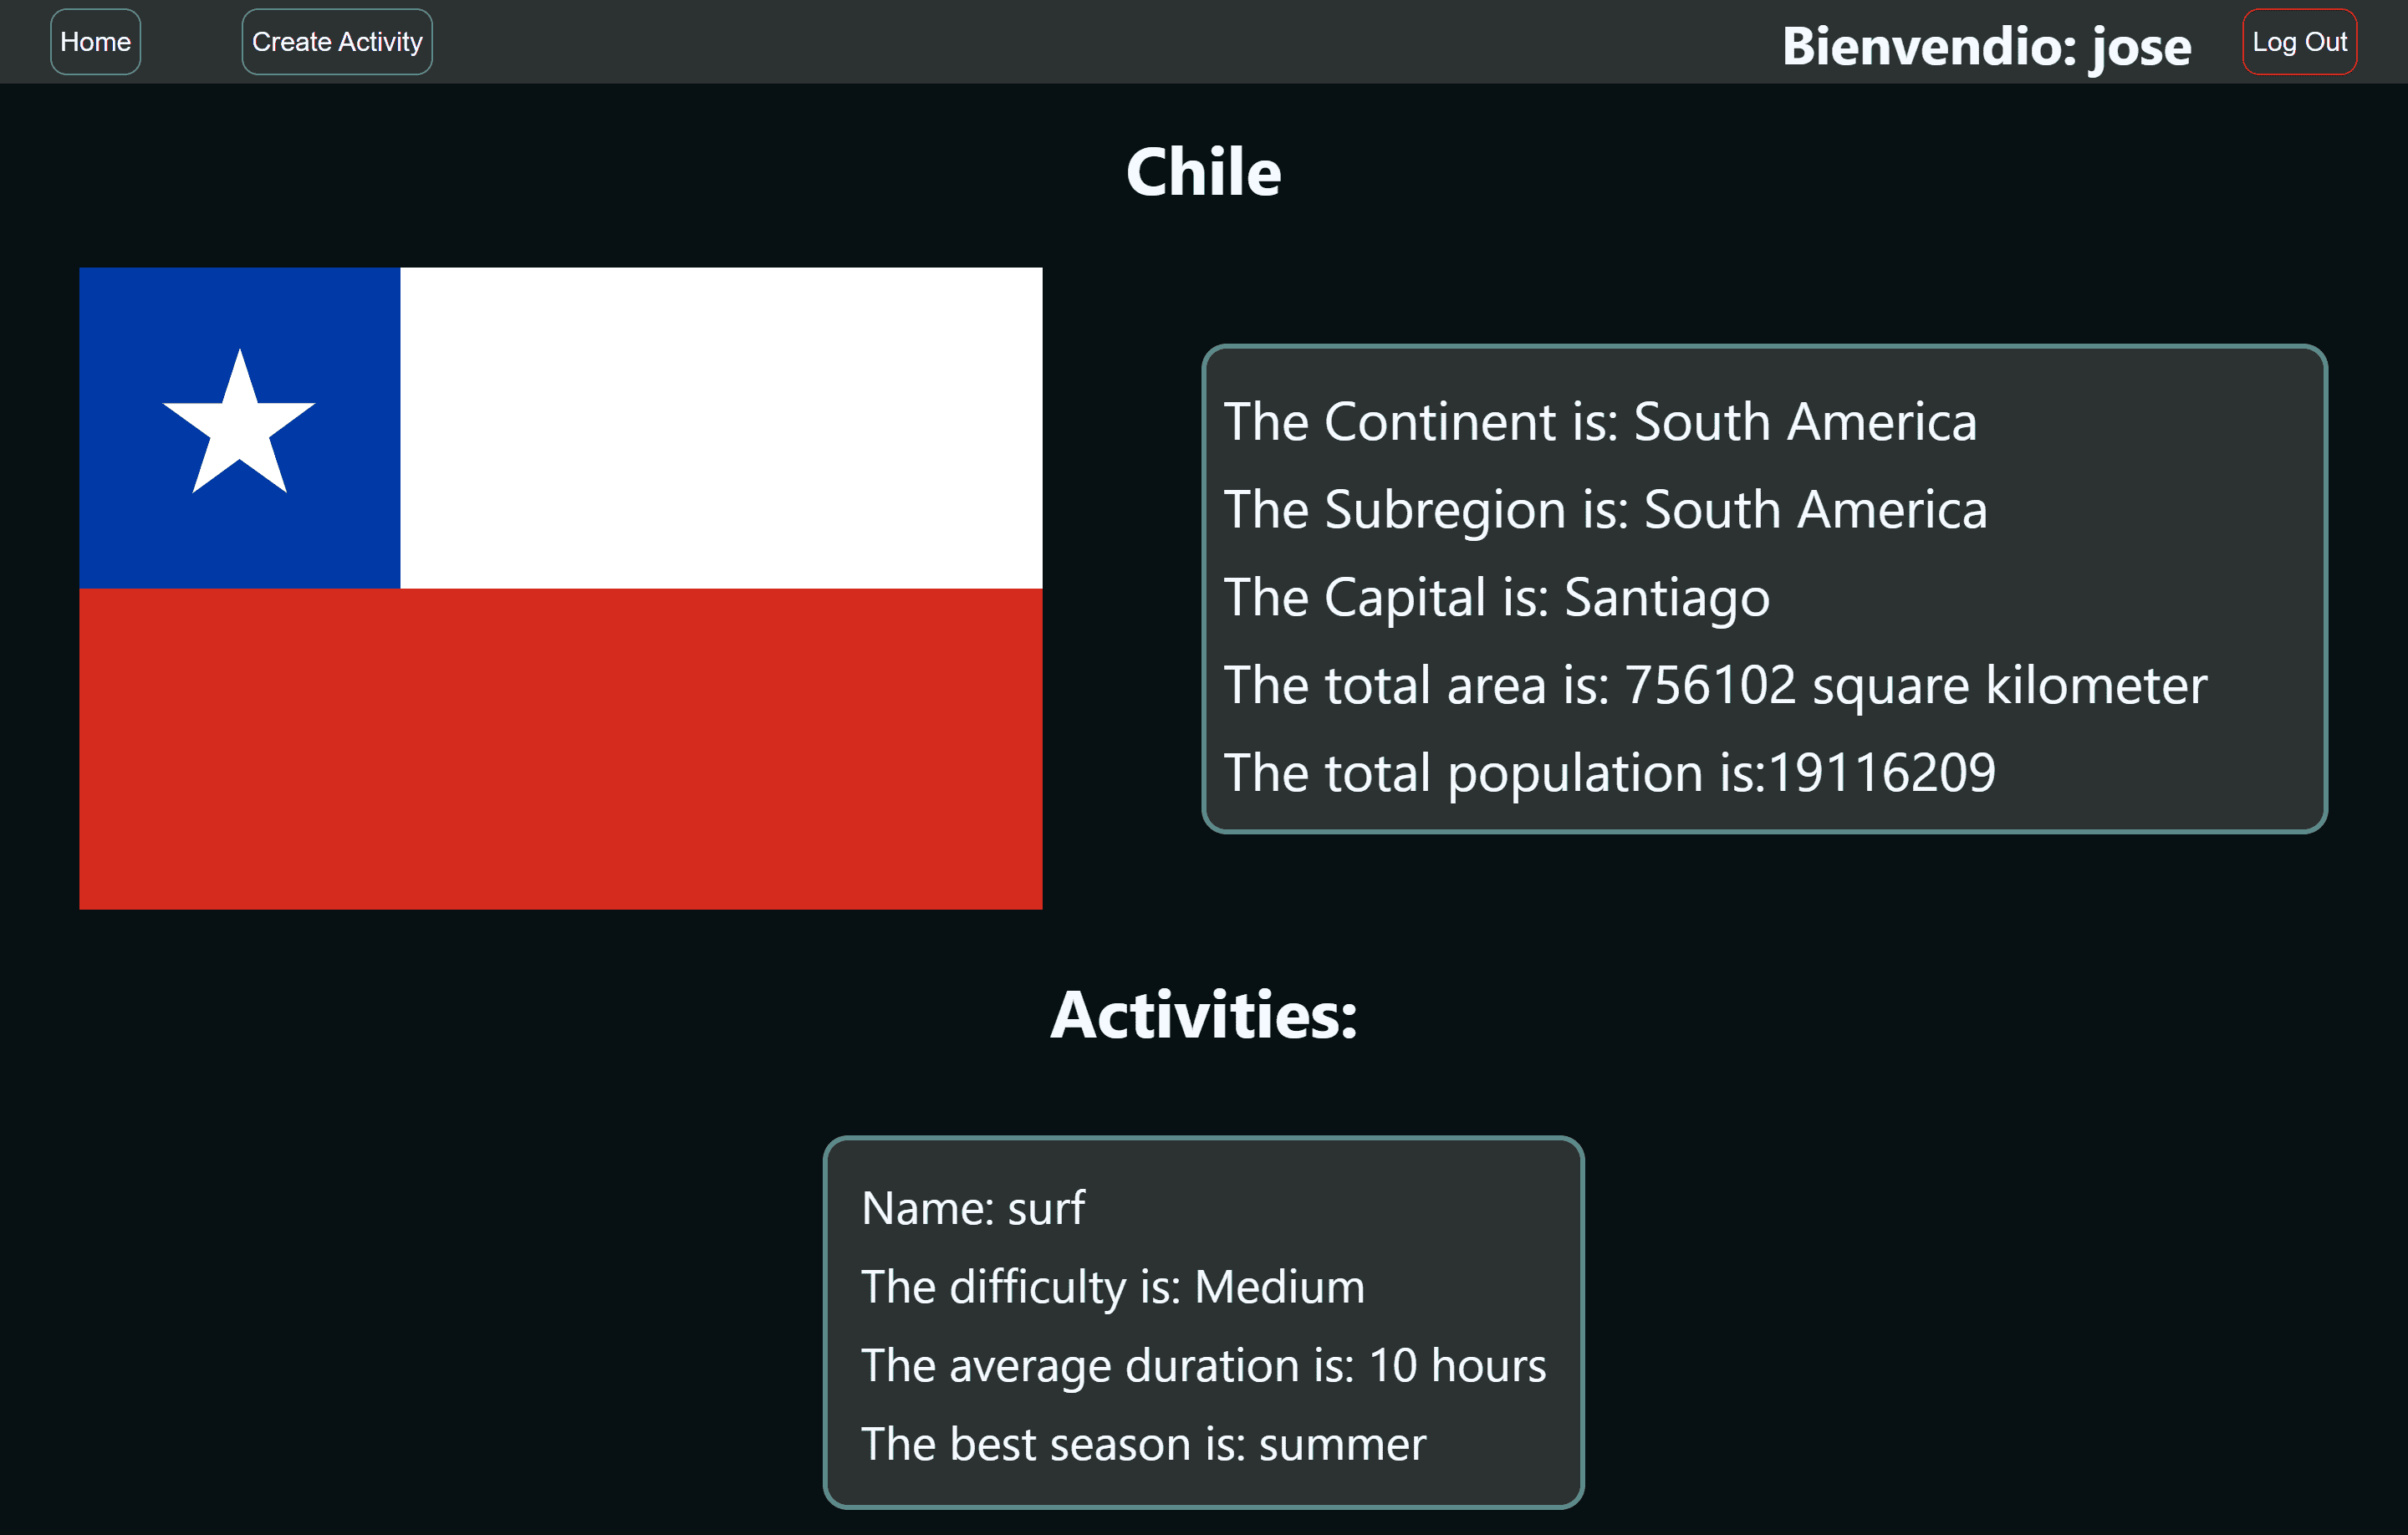 Home
Create Activity
Bienvendio: jose
Log Out
Chile
The Continent is: South America
The Subregion is: South America
The Capital is: Santiago
The total area is: 756102 square kilometer
The total population is:19116209
Activities:
Name: surf
The difficulty is: Medium
The average duration is: 10 hours
The best season is: summer